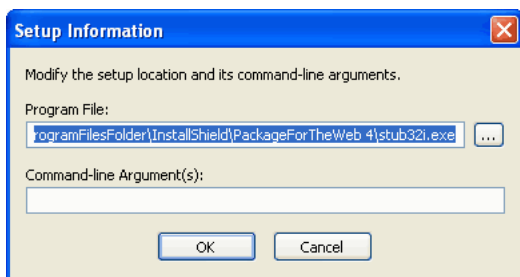 Setup Information
Modify the setup location and its command-line arguments.
Program File:
rogramFilesFolder\InstallShield\PackageForTheWeb 4\stub32i.exe
...
Command-line Argument(s):
OK
Cancel